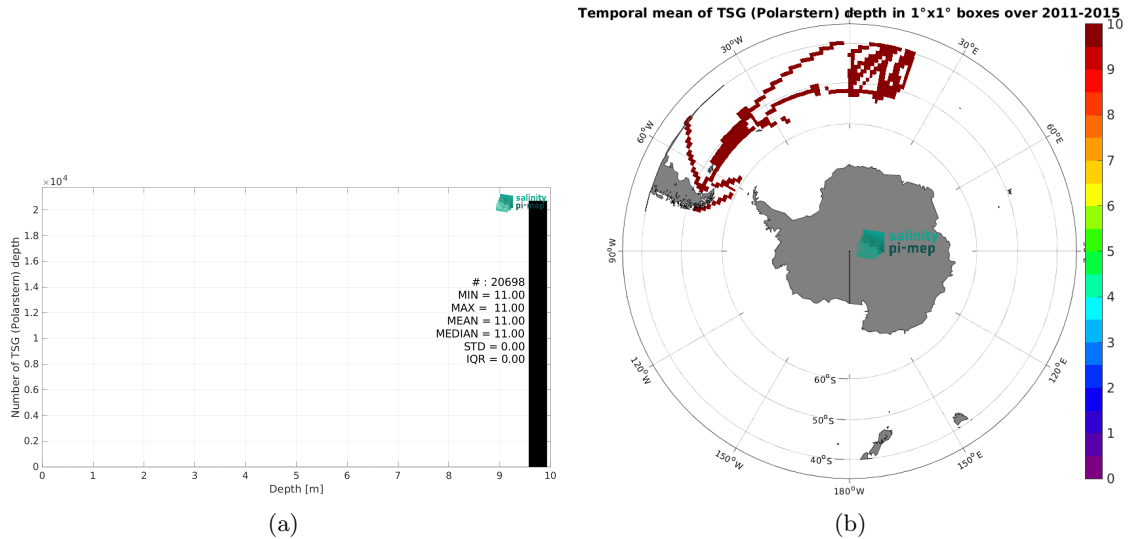 Temporal mean of TSG (Polarstern) depth in 1°x1° boxes over 2011-2015
×10⁴
2
1.8
1.6
1.4
1.2
1
0.8
0.6
0.4
0.2
0
Number of TSG (Polarstern) depth
salinity
pi-mep
# : 20698
MIN = 11.00
MAX = 11.00
MEAN = 11.00
MEDIAN = 11.00
STD = 0.00
IQR = 0.00
0 1 2 3 4 5 6 7 8 9 10
Depth [m]
(a)
0°
30°W
30°E
60°W
60°E
90°W
salinity
pi-mep
120°W
120°E
60°S
50°S
40°S
150°W
150°E
180°W
10
9
8
7
6
5
4
3
2
1
0
(b)